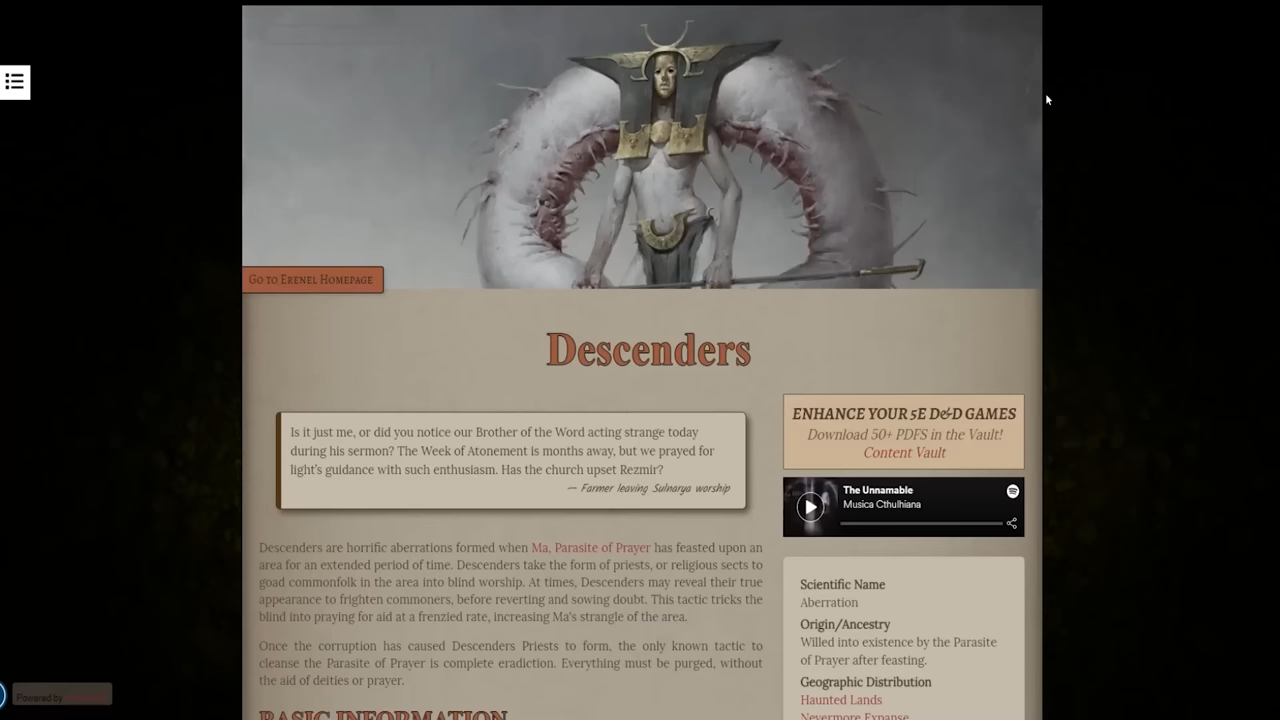 Go to Erenel Homepage
Descenders
Is it just me, or did you notice our Brother of the Word acting strange today
during his sermon? The Week of Atonement is months away, but we prayed for
light's guidance with such enthusiasm. Has the church upset Rezmir?
— Farmer leaving Sulnarya worship
Descenders are horrific aberrations formed when Ma, Parasite of Prayer has feasted upon an
area for an extended period of time. Descenders take the form of priests, or religious sects to
goad commonfolk in the area into blind worship. At times, Descenders may reveal their true
appearance to frighten commoners, before reverting and sowing doubt. This tactic tricks the
blind into praying for aid at a frenzied rate, increasing Ma's strangle of the area.
Once the corruption has caused Descenders Priests to form, the only known tactic to
cleanse the Parasite of Prayer is complete eradication. Everything must be purged, without
the aid of deities or prayer.
BASIC INFORMATION
ENHANCE YOUR 5E D&D GAMES
Download 50+ PDFS in the Vault!
Content Vault
The Unnamable
Musica Cthulhiana
Scientific Name
Aberration
Origin/Ancestry
Willed into existence by the Parasite
of Prayer after feasting.
Geographic Distribution
Haunted Lands
Nevermore Expanse
Powered by